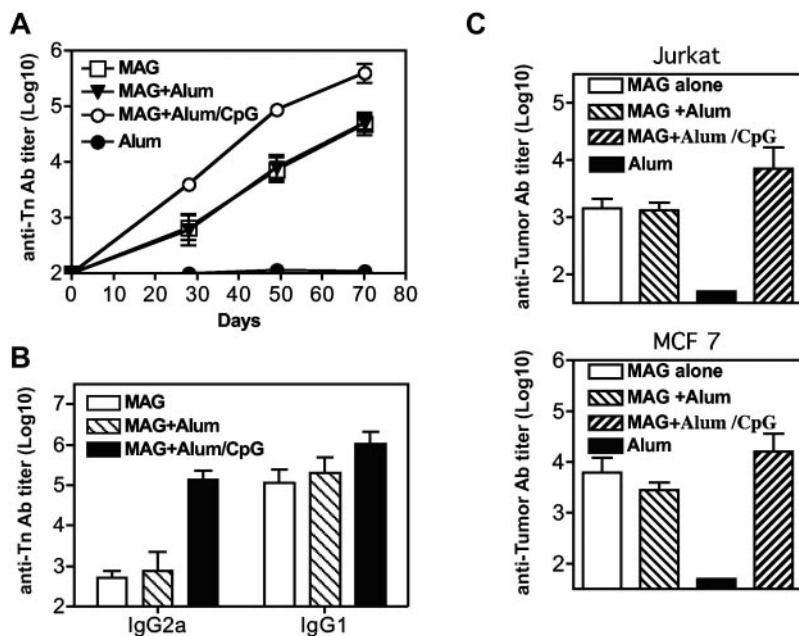 A
anti-Tn Ab titer (Log10)
6
5
4
3
2
MAG
MAG+Alum
MAG+Alum/CpG
Alum
0 10 20 30 40 50 60 70 80
Days
B
anti-Tn Ab titer (Log10)
7
6
5
4
3
2
MAG
MAG+Alum
MAG+Alum/CpG
IgG2a IgG1
C
Jurkat
anti-Tumor Ab titer (Log10)
5
4
3
2
MAG alone
MAG +Alum
MAG+Alum /CpG
Alum
MCF 7
anti-Tumor Ab titer (Log10)
6
5
4
3
2
MAG alone
MAG +Alum
MAG+Alum /CpG
Alum